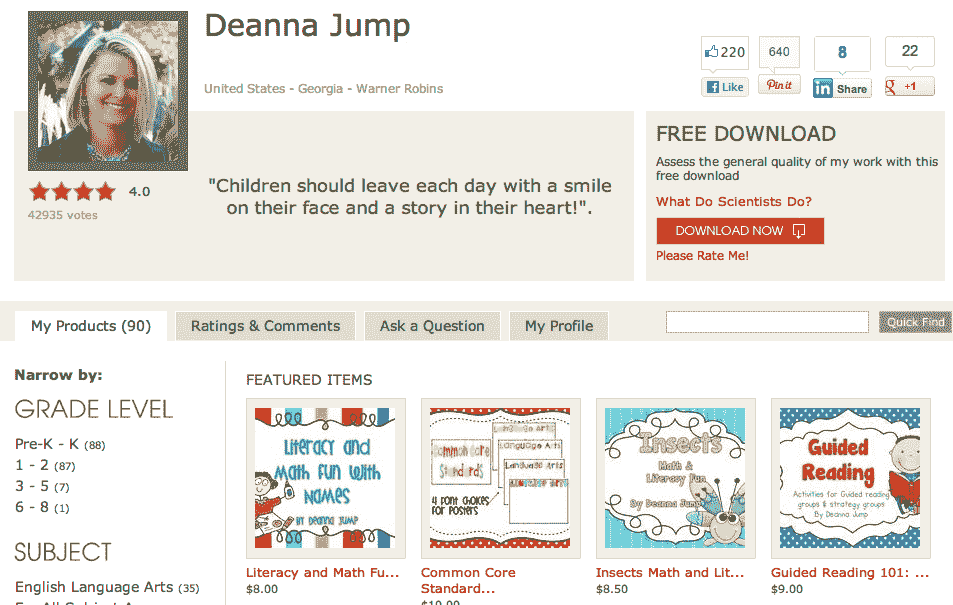 Deanna Jump
United States - Georgia - Warner Robins
220
640
8
22
Like
Pin it
in Share
g +1
4.0
42935 votes
"Children should leave each day with a smile
on their face and a story in their heart!".
FREE DOWNLOAD
Assess the general quality of my work with this
free download
What Do Scientists Do?
DOWNLOAD NOW
Please Rate Me!
My Products (90)
Ratings & Comments
Ask a Question
My Profile
Quick Find
Narrow by:
GRADE LEVEL
Pre-K - K (88)
1 - 2 (87)
3 - 5 (7)
6 - 8 (1)
SUBJECT
English Language Arts (35)
FEATURED ITEMS
Literacy and
Math Fun With
Names
By Deanna Jump
Literacy and Math Fu...
$8.00
Common Core
Standards
Language Arts
Language Arts
Language Arts
4 font choices
for posters
Common Core
Standard...
$10.00
Insects
Math &
Literacy Fun
By Deanna Jump
Insects Math and Lit...
$8.50
Guided
Reading
Activities for Guided reading
groups & strategy groups
By Deanna Jump
Guided Reading 101: ...
$9.00